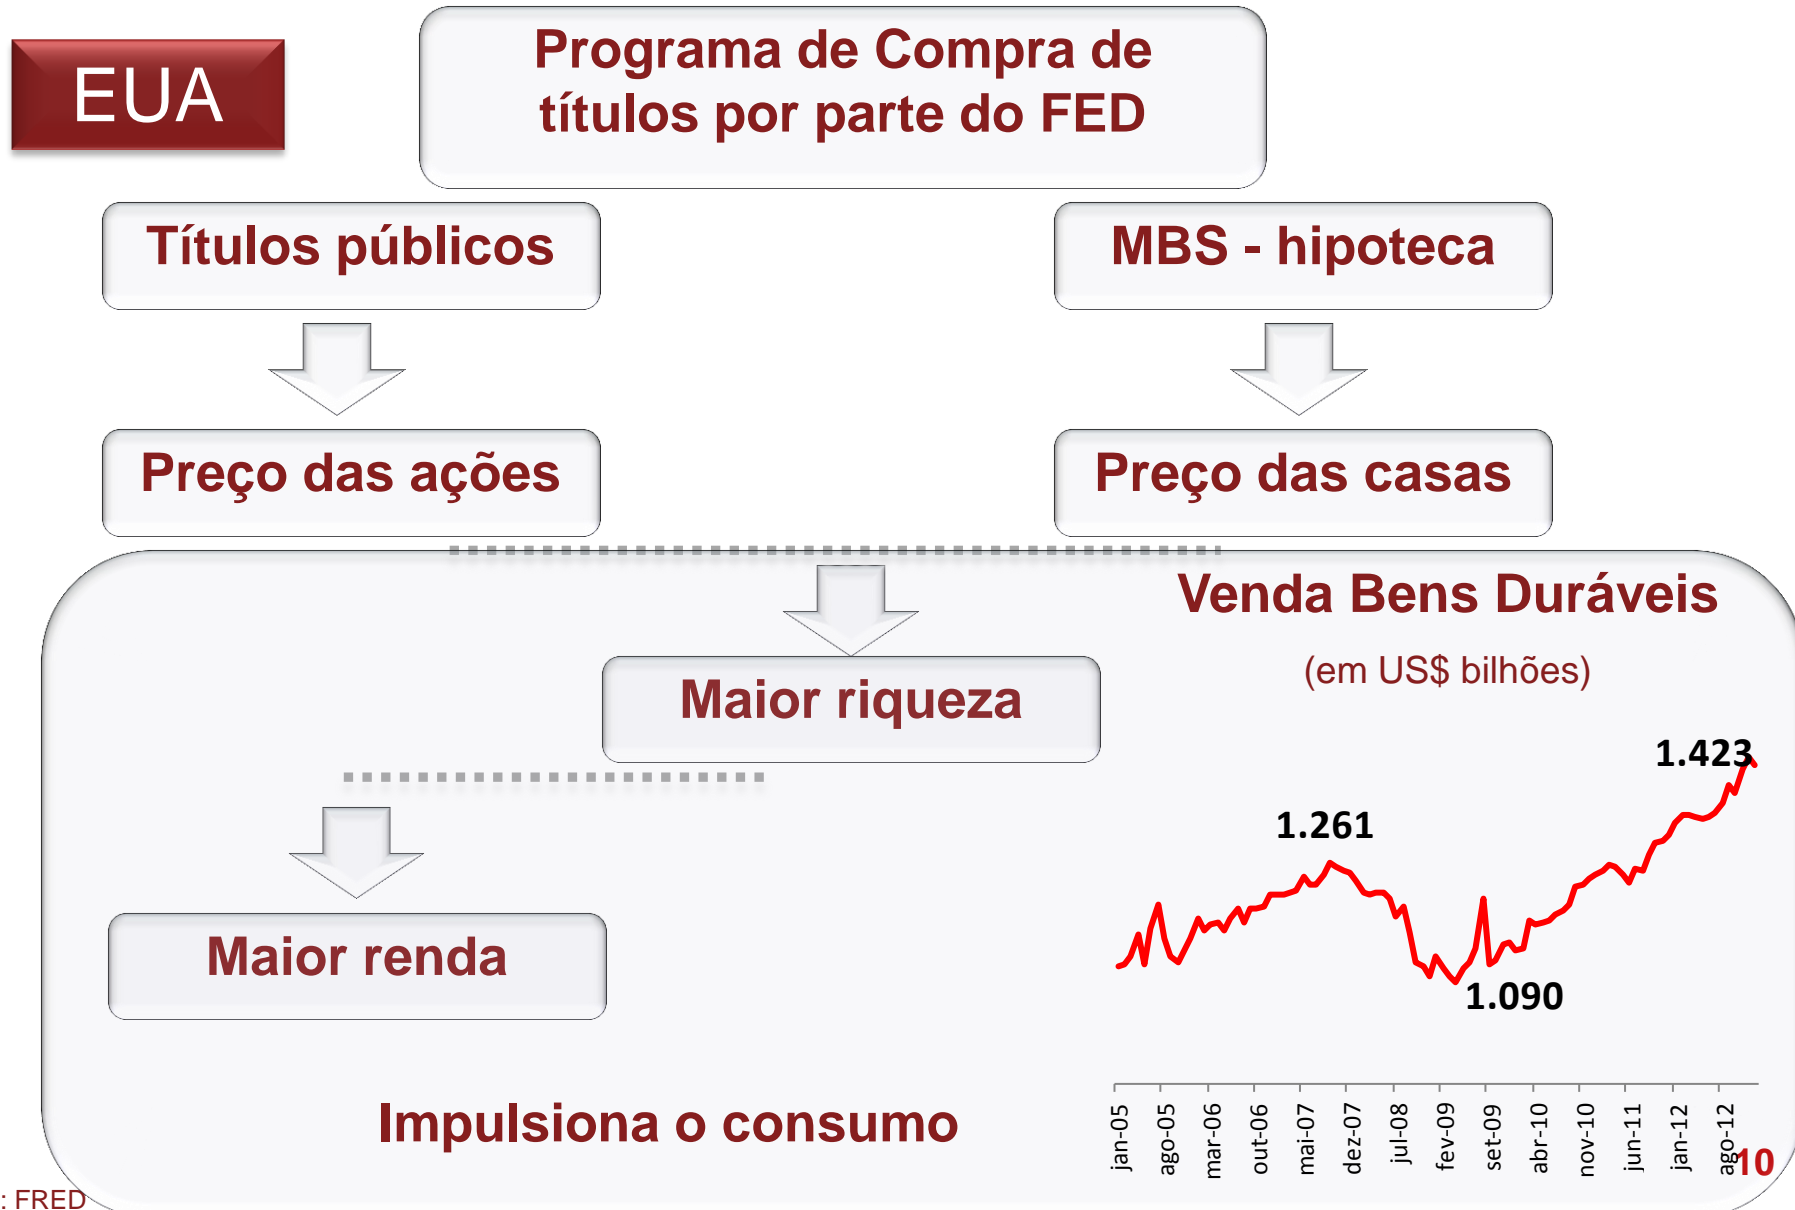 EUA
Programa de Compra de
títulos por parte do FED
Títulos públicos
MBS - hipoteca
Preço das ações
Preço das casas
Venda Bens Duráveis
(em US$ bilhões)
Maior riqueza
1.423
1.261
1.090
Maior renda
Impulsiona o consumo
jan-05
ago-05
mar-06
out-06
mai-07
dez-07
jul-08
fev-09
set-09
abr-10
nov-10
jun-11
jan-12
ago-12
10
: FRED